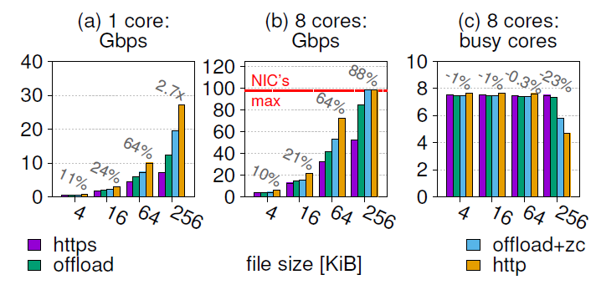 (a) 1 core:
Gbps
40
30
20
10
0
11%
24%
64%
2.7x
4
16
64
256
(b) 8 cores:
Gbps
120
100
80
60
40
20
0
NIC's
max
10%
21%
64%
88%
4
16
64
256
(c) 8 cores:
busy cores
10
8
6
4
2
0
-1%
-1%
-0.3%
-23%
4
16
64
256
https
offload
file size [KiB]
offload+zc
http